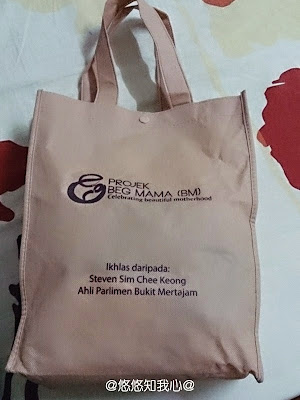 PROJEK
BEG MAMA (BM)
Celebrating beautiful motherhood
Ikhlas daripada:
Steven Sim Chee Keong
Ahli Parlimen Bukit Mertajam
@悠悠知我心@